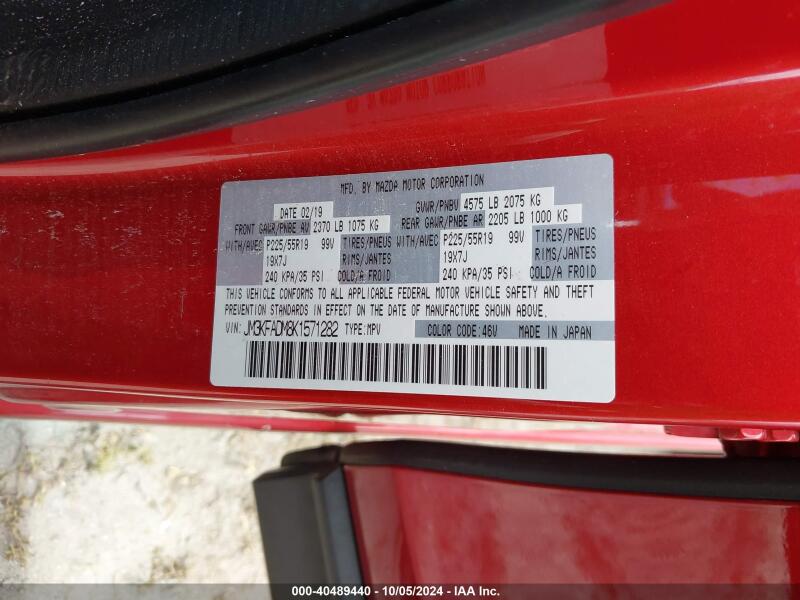 MFD. BY MAZDA MOTOR CORPORATION
DATE 02/19 GVWR/PNBV 4575 LB 2075 KG
FRONT GAWR/PNBE AV 2370 LB 1075 KG REAR GAWR/PNBE AR 2205 LB 1000 KG
WITH/AVEC P225/55R19 99V TIRES/PNEUS WITH/AVEC P225/55R19 99V TIRES/PNEUS
19X7J RIMS/JANTES 19X7J RIMS/JANTES
240 KPA/35 PSI COLD/A FROID 240 KPA/35 PSI COLD/A FROID
THIS VEHICLE CONFORMS TO ALL APPLICABLE FEDERAL MOTOR VEHICLE SAFETY AND THEFT
PREVENTION STANDARDS IN EFFECT ON THE DATE OF MANUFACTURE SHOWN ABOVE.
VIN: JM3KFADM8K1571282 TYPE:MPV COLOR CODE:46V MADE IN JAPAN
000-40489440 - 10/05/2024 - IAA Inc.